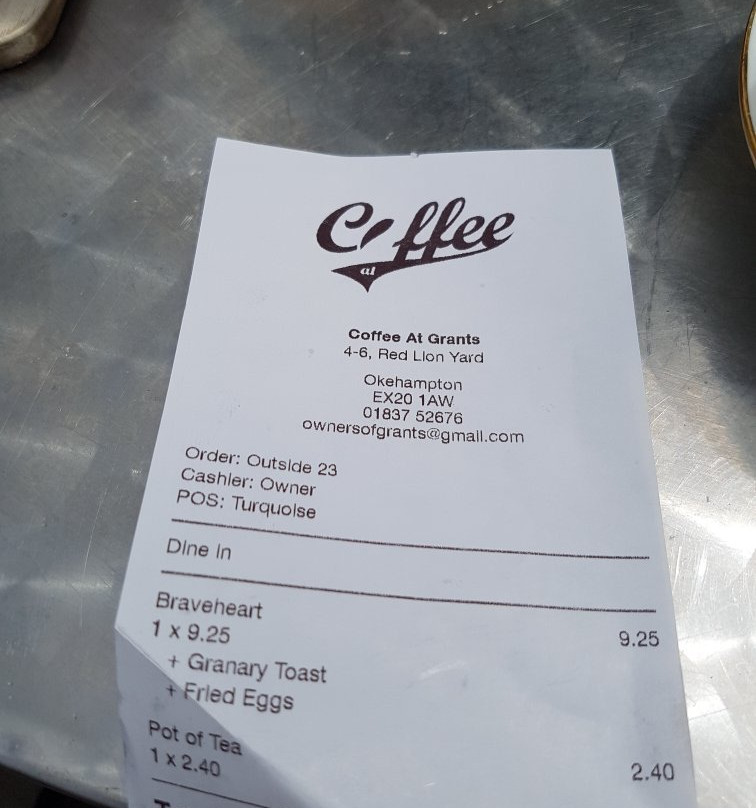 Coffee
at
Coffee At Grants
4-6, Red Lion Yard
Okehampton
EX20 1AW
01837 52676
ownersofgrants@gmail.com
Order: Outside 23
Cashier: Owner
POS: Turquoise
Dine In
Braveheart
1 x 9.25 9.25
+ Granary Toast
+ Fried Eggs
Pot of Tea
1 x 2.40 2.40